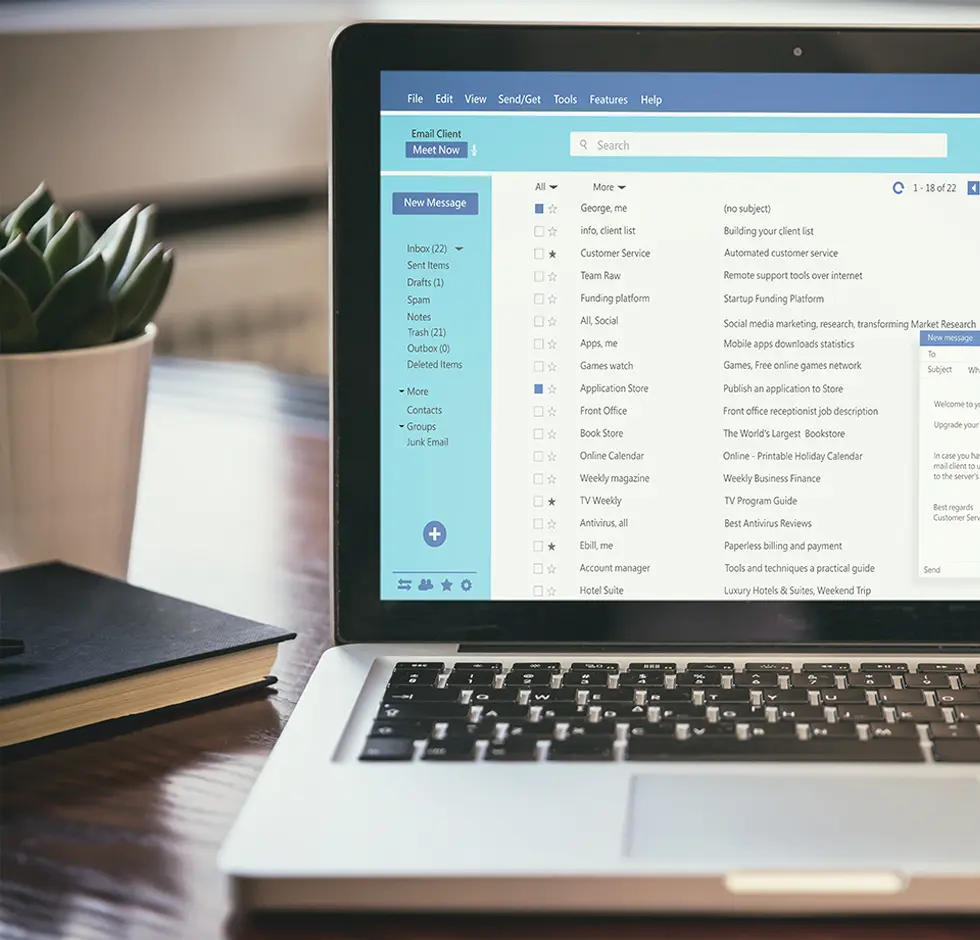 File Edit View Send/Get Tools Features Help
Email Client
Meet Now
Search
New Message
Inbox (22)
Sent Items
Drafts (1)
Spam
Notes
Trash (21)
Outbox (0)
Deleted Items
More
Contacts
Groups
Junk Email
All More 1 - 18 of 22
George, me (no subject)
info, client list Building your client list
Customer Service Automated customer service
Team Raw Remote support tools over internet
Funding platform Startup Funding Platform
All, Social Social media marketing, research, transforming Market Research
Apps, me Mobile apps downloads statistics
Games watch Games, Free online games network
Application Store Publish an application to Store
Front Office Front office receptionist job description
Book Store The World's Largest Bookstore
Online Calendar Online - Printable Holiday Calendar
Weekly magazine Weekly Business Finance
TV Weekly TV Program Guide
Antivirus, all Best Antivirus Reviews
Ebill, me Paperless billing and payment
Account manager Tools and techniques a practical guide
Hotel Suite Luxury Hotels & Suites, Weekend Trip
New message
To
Subject Wh
Welcome to yo
Upgrade your
In case you ha
mail client to u
to the server's
Best regards
Customer Serv
Send